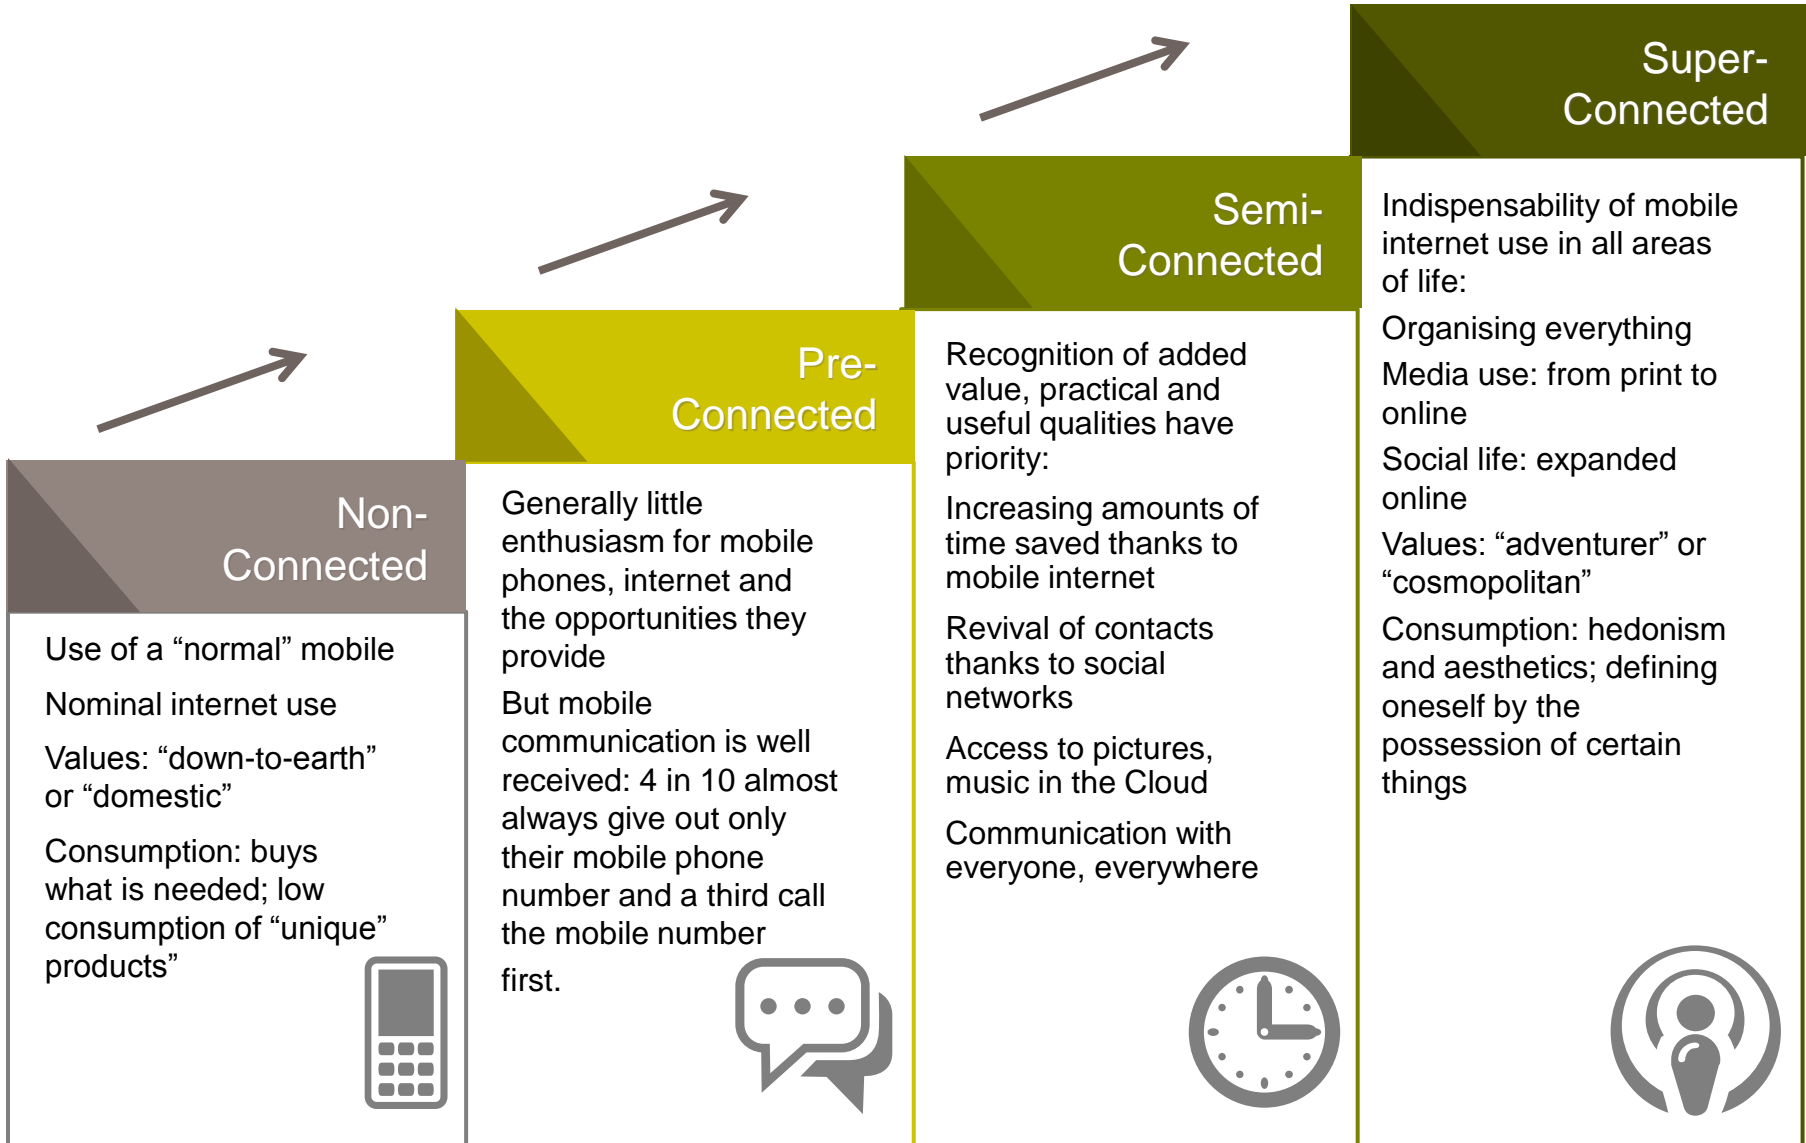 Non-
Connected
Use of a “normal” mobile
Nominal internet use
Values: “down-to-earth”
or “domestic”
Consumption: buys
what is needed; low
consumption of “unique”
products”
Pre-
Connected
Generally little
enthusiasm for mobile
phones, internet and
the opportunities they
provide
But mobile
communication is well
received: 4 in 10 almost
always give out only
their mobile phone
number and a third call
the mobile number
first.
Semi-
Connected
Recognition of added
value, practical and
useful qualities have
priority:
Increasing amounts of
time saved thanks to
mobile internet
Revival of contacts
thanks to social
networks
Access to pictures,
music in the Cloud
Communication with
everyone, everywhere
Super-
Connected
Indispensability of mobile
internet use in all areas
of life:
Organising everything
Media use: from print to
online
Social life: expanded
online
Values: “adventurer” or
“cosmopolitan”
Consumption: hedonism
and aesthetics; defining
oneself by the
possession of certain
things